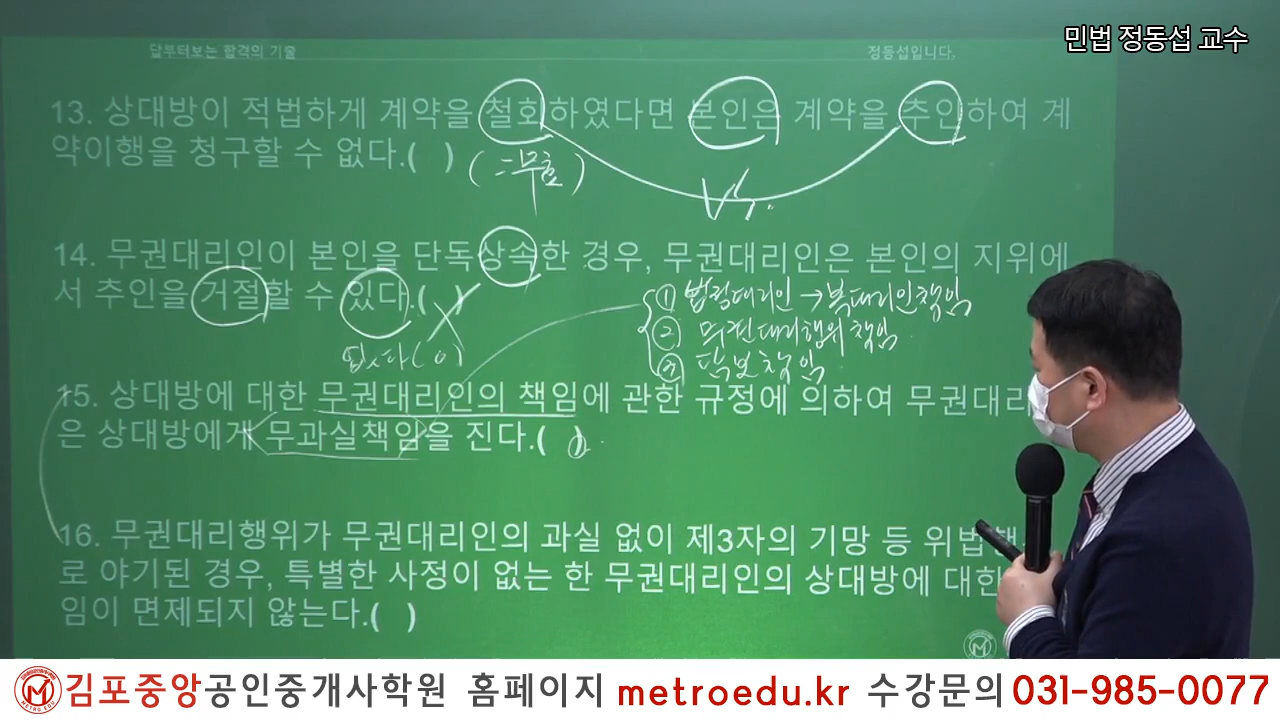 민법 정동섭 교수
답부터보는 합격의 기술
정동섭입니다.
13. 상대방이 적법하게 계약을 철회하였다면 본인은 계약을 추인하여 계
약이행을 청구할 수 없다.( )
(=무효)
Vs.
14. 무권대리인이 본인을 단독상속한 경우, 무권대리인은 본인의 지위에
서 추인을 거절할 수 있다.( )
① 법정대리인 → 복대리인책임
② 무권대리행위책임
③ 담보책임
없다(O)
15. 상대방에 대한 무권대리인의 책임에 관한 규정에 의하여 무권대리
은 상대방에게 무과실책임을 진다.( )
16. 무권대리행위가 무권대리인의 과실 없이 제3자의 기망 등 위법행
로 야기된 경우, 특별한 사정이 없는 한 무권대리인의 상대방에 대한
임이 면제되지 않는다.( )
김포중앙공인중개사학원 홈페이지 metroedu.kr 수강문의 031-985-0077